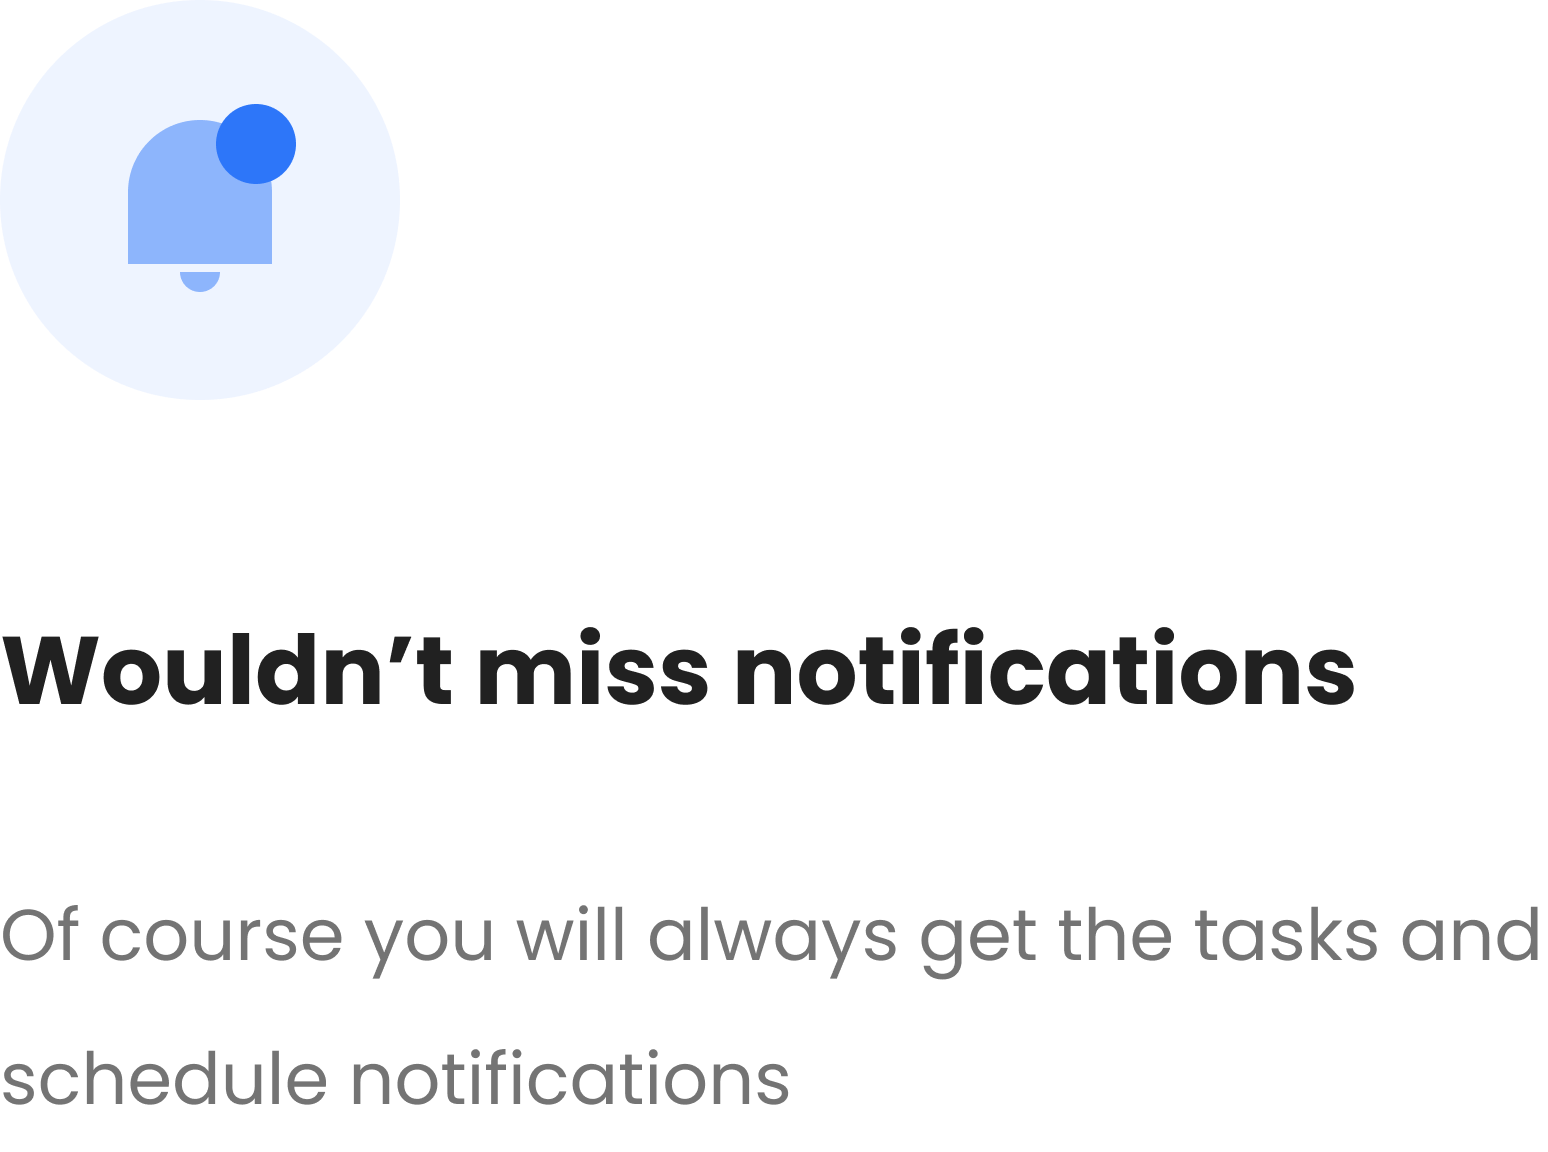 Wouldn’t miss notifications
Of course you will always get the tasks and
schedule notifications